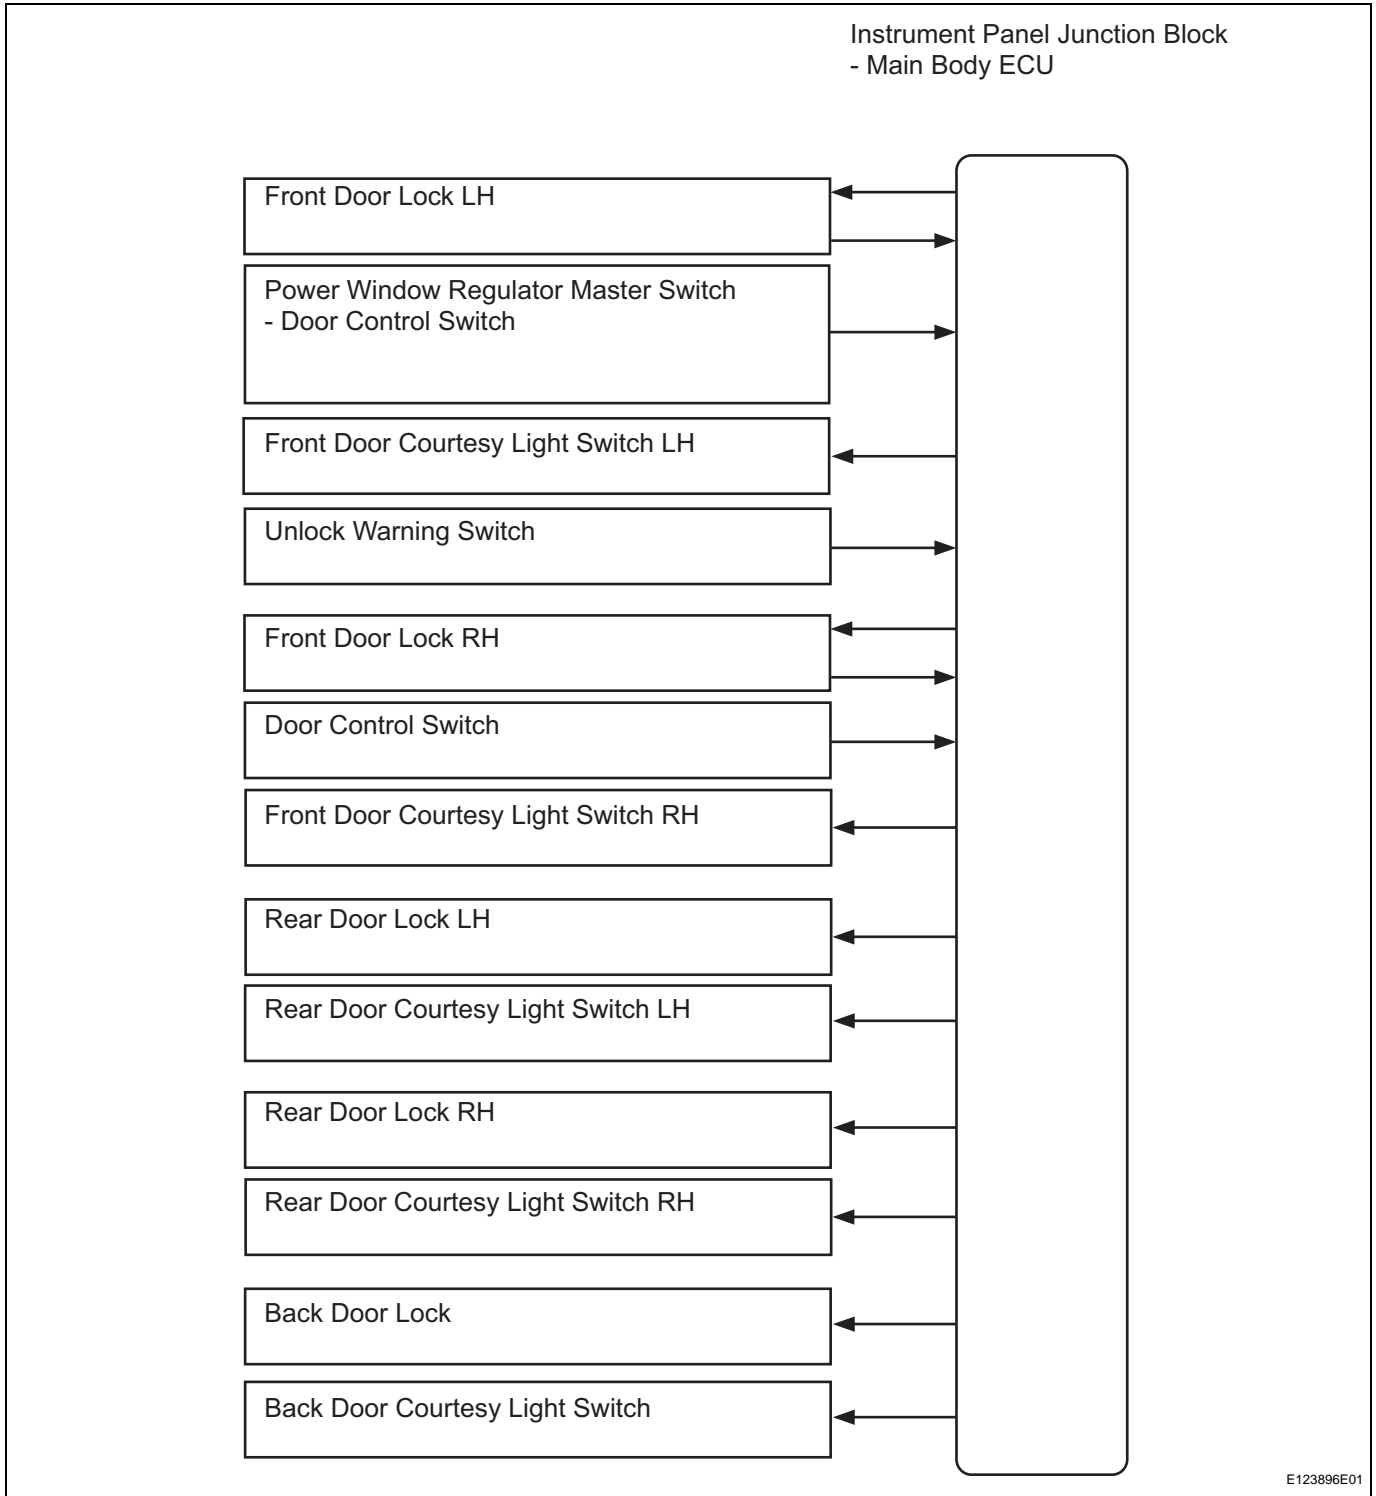 Instrument Panel Junction Block
- Main Body ECU
Front Door Lock LH
Power Window Regulator Master Switch
- Door Control Switch
Front Door Courtesy Light Switch LH
Unlock Warning Switch
Front Door Lock RH
Door Control Switch
Front Door Courtesy Light Switch RH
Rear Door Lock LH
Rear Door Courtesy Light Switch LH
Rear Door Lock RH
Rear Door Courtesy Light Switch RH
Back Door Lock
Back Door Courtesy Light Switch
E123896E01